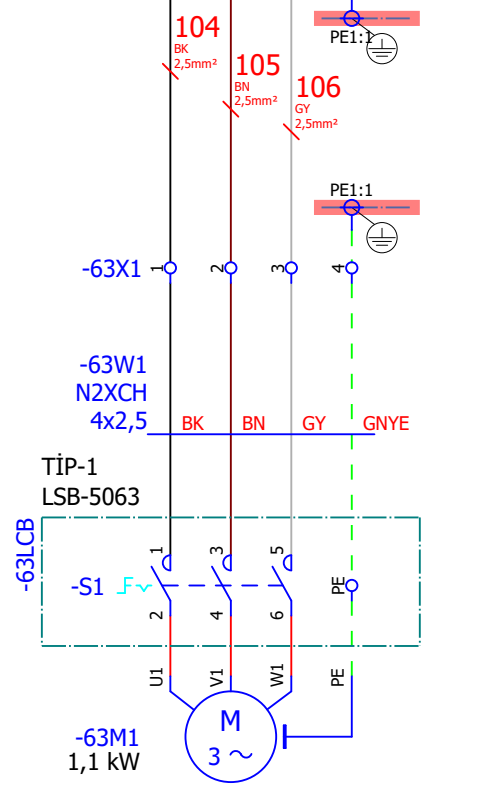 104
BK
2,5mm²
PE1:1
105
BN
2,5mm²
106
GY
2,5mm²
PE1:1
-63X1
1
2
3
4
-63W1
N2XCH
4x2,5
BK
BN
GY
GNYE
TİP-1
LSB-5063
-63LCB
1
3
5
-S1
PE
2
4
6
U1
V1
W1
PE
-63M1
1,1 kW
M
3 ~